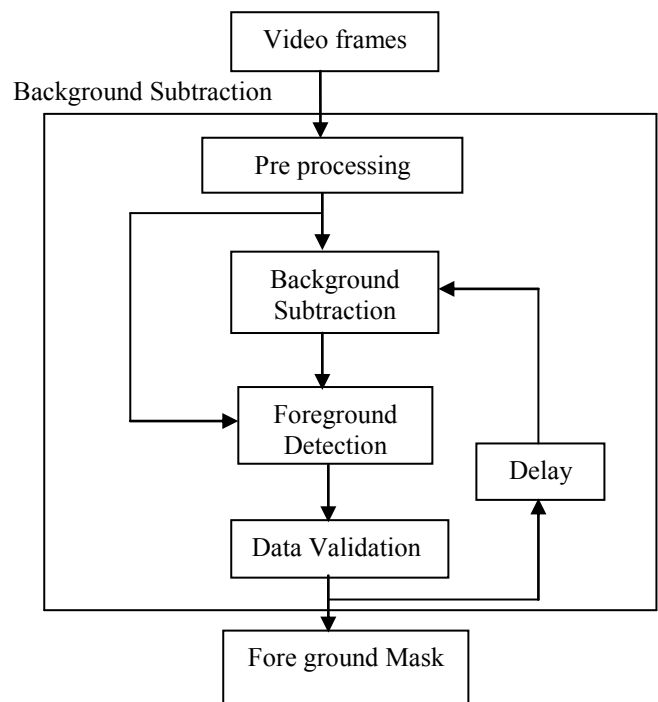 Video frames
Background Subtraction
Pre processing
Background
Subtraction
Foreground
Detection
Delay
Data Validation
Fore ground Mask